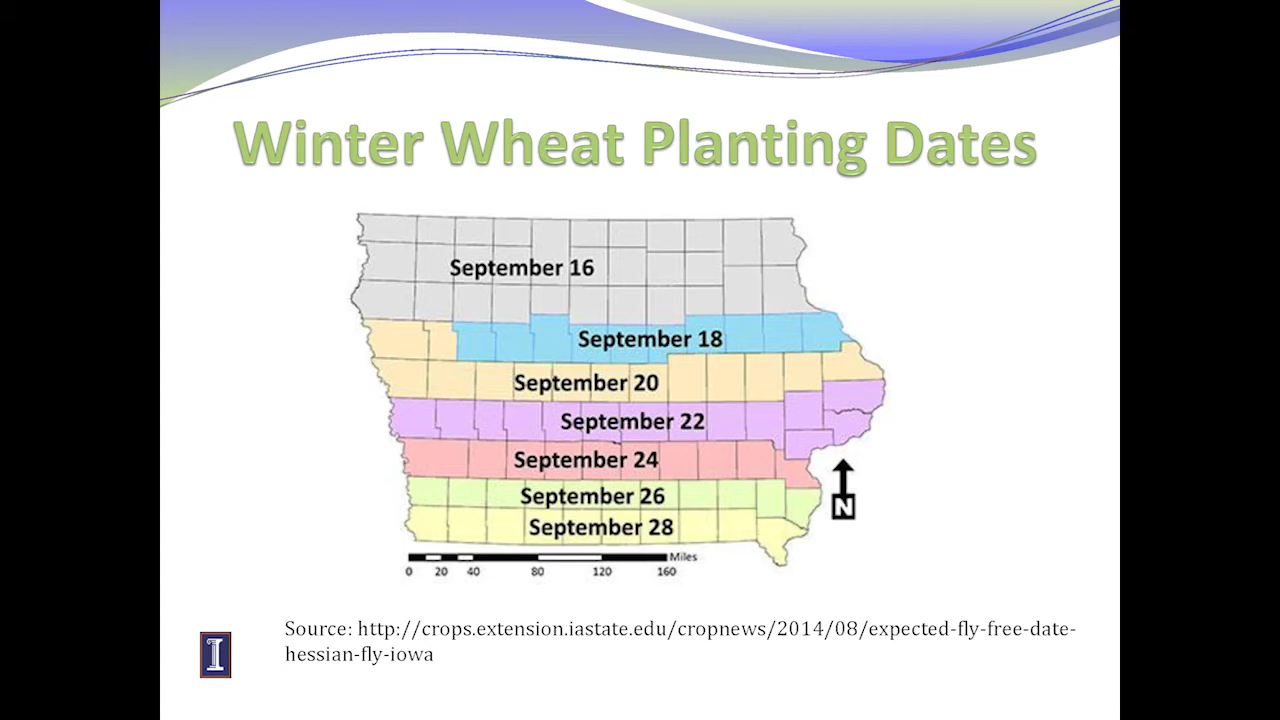 Winter Wheat Planting Dates
September 16
September 18
September 20
September 22
September 24
September 26
September 28
N
Miles
0 20 40 80 120 160
Source: http://crops.extension.iastate.edu/cropnews/2014/08/expected-fly-free-date-
hessian-fly-iowa
I